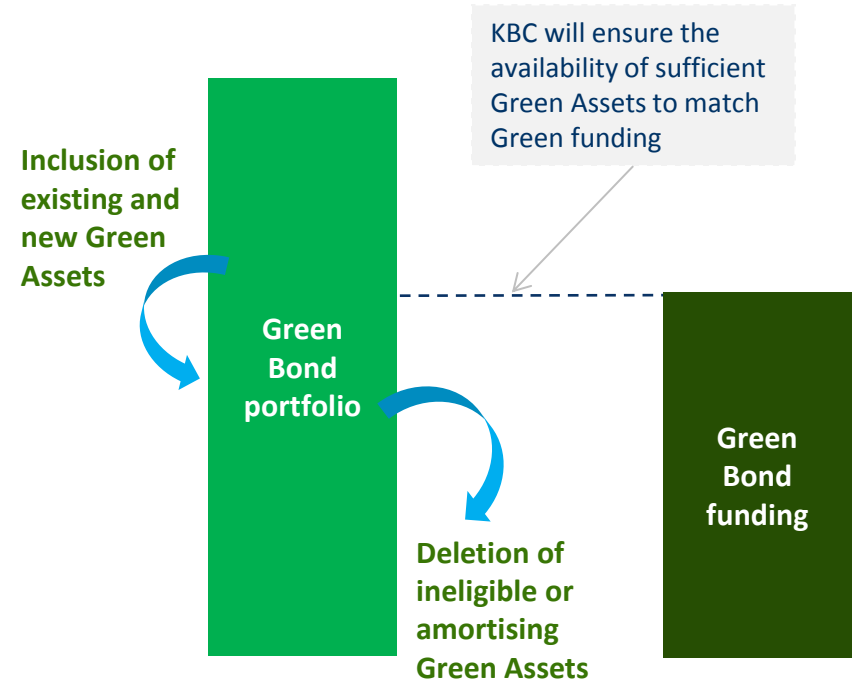 KBC will ensure the
availability of sufficient
Green Assets to match
Green funding
Inclusion of
existing and
new Green
Assets
Green
Bond
portfolio
Green
Bond
funding
Deletion of
ineligible or
amortising
Green Assets